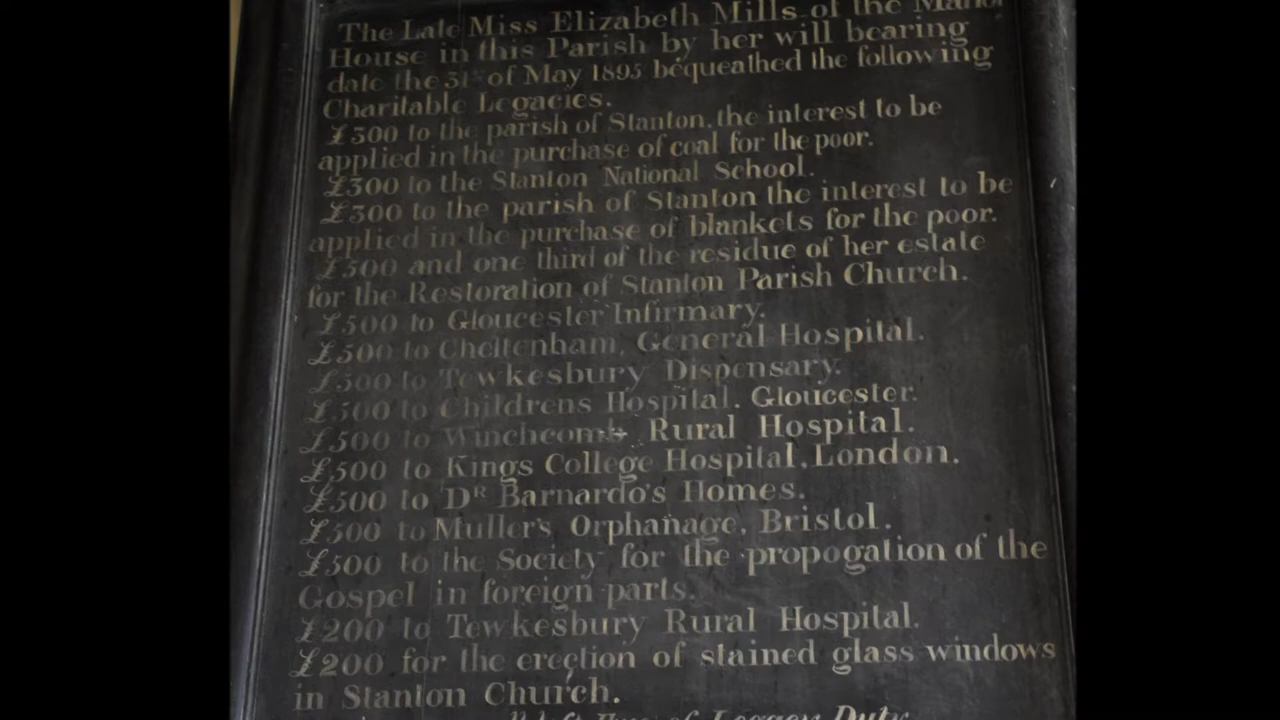 The Late Miss Elizabeth Mills of the Manor
House in this Parish by her will bearing
date the 31st of May 1895 bequeathed the following
Charitable Legacies.
£300 to the parish of Stanton, the interest to be
applied in the purchase of coal for the poor.
£300 to the Stanton National School.
£300 to the parish of Stanton the interest to be
applied in the purchase of blankets for the poor.
£500 and one third of the residue of her estate
for the Restoration of Stanton Parish Church.
£500 to Gloucester Infirmary.
£500 to Cheltenham, General Hospital.
£500 to Tewkesbury Dispensary.
£500 to Childrens Hospital. Gloucester.
£500 to Winchcomb Rural Hospital.
£500 to Kings College Hospital, London.
£500 to DR Barnardo's Homes.
£500 to Muller's Orphanage, Bristol.
£500 to the Society for the propogation of the
Gospel in foreign parts.
£200 to Tewkesbury Rural Hospital.
£200 for the erection of stained glass windows
in Stanton Church.
of Legacy Duty